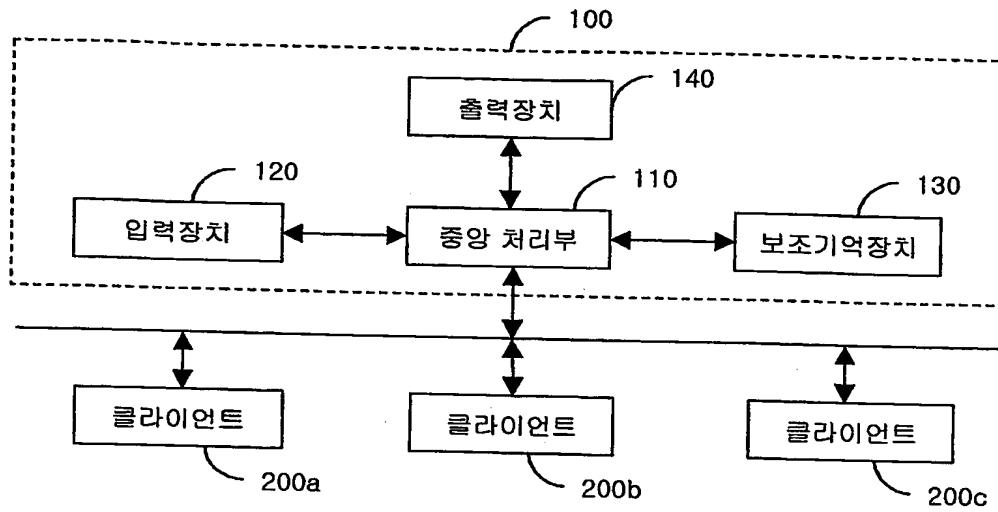 100
140
출력장치
120
110
130
입력장치
중앙 처리부
보조기억장치
클라이언트
클라이언트
클라이언트
200a
200b
200c